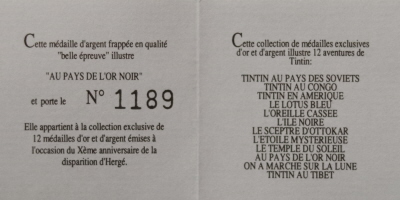 Cette médaille d'argent frappée en qualité
"belle épreuve" illustre
"AU PAYS DE L'OR NOIR"
et porte le N° 1189
Elle appartient à la collection exclusive de
12 médailles d'or et d'argent émises à
l'occasion du Xème anniversaire de la
disparition d'Hergé.
Cette collection de médailles exclusives
d'or et d'argent illustre 12 aventures de
Tintin:
TINTIN AU PAYS DES SOVIETS
TINTIN AU CONGO
TINTIN EN AMERIQUE
LE LOTUS BLEU
L'OREILLE CASSEE
L'ILE NOIRE
LE SCEPTRE D'OTTOKAR
L'ETOILE MYSTERIEUSE
LE TEMPLE DU SOLEIL
AU PAYS DE L'OR NOIR
ON A MARCHE SUR LA LUNE
TINTIN AU TIBET